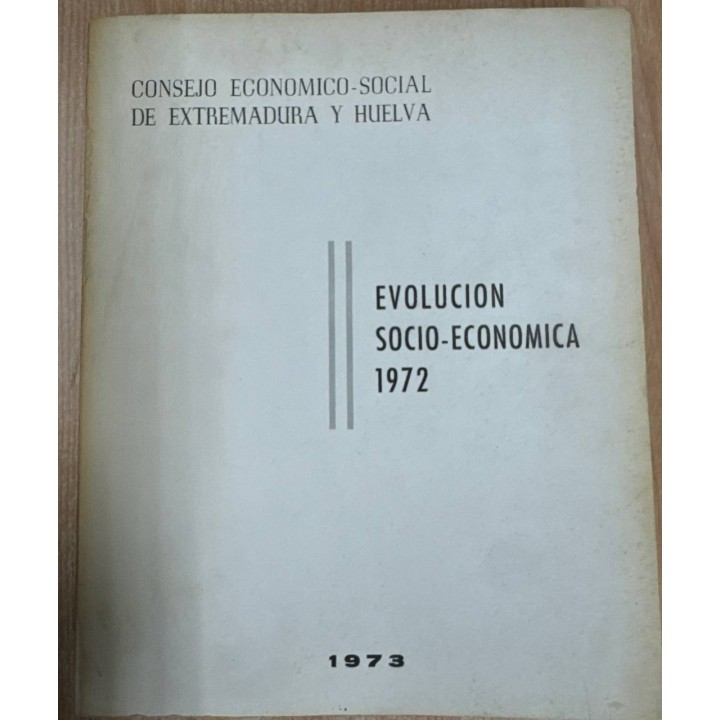 CONSEJO ECONOMICO-SOCIAL
DE EXTREMADURA Y HUELVA
EVOLUCION
SOCIO-ECONOMICA
1972
1973